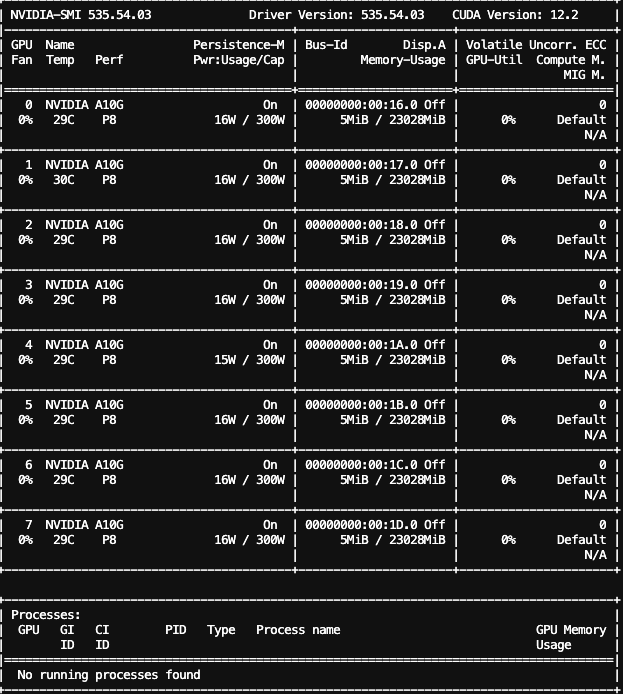 NVIDIA-SMI 535.54.03 Driver Version: 535.54.03 CUDA Version: 12.2
GPU Name Persistence-M | Bus-Id Disp.A | Volatile Uncorr. ECC
Fan Temp Perf Pwr:Usage/Cap | Memory-Usage | GPU-Util Compute M.
MIG M.
0 NVIDIA A10G On | 00000000:00:16.0 Off | 0
0% 29C P8 16W / 300W | 5MiB / 23028MiB | 0% Default
N/A
1 NVIDIA A10G On | 00000000:00:17.0 Off | 0
0% 30C P8 16W / 300W | 5MiB / 23028MiB | 0% Default
N/A
2 NVIDIA A10G On | 00000000:00:18.0 Off | 0
0% 29C P8 16W / 300W | 5MiB / 23028MiB | 0% Default
N/A
3 NVIDIA A10G On | 00000000:00:19.0 Off | 0
0% 29C P8 16W / 300W | 5MiB / 23028MiB | 0% Default
N/A
4 NVIDIA A10G On | 00000000:00:1A.0 Off | 0
0% 29C P8 15W / 300W | 5MiB / 23028MiB | 0% Default
N/A
5 NVIDIA A10G On | 00000000:00:1B.0 Off | 0
0% 29C P8 16W / 300W | 5MiB / 23028MiB | 0% Default
N/A
6 NVIDIA A10G On | 00000000:00:1C.0 Off | 0
0% 29C P8 16W / 300W | 5MiB / 23028MiB | 0% Default
N/A
7 NVIDIA A10G On | 00000000:00:1D.0 Off | 0
0% 29C P8 16W / 300W | 5MiB / 23028MiB | 0% Default
N/A
Processes:
GPU GI CI PID Type Process name GPU Memory
ID ID Usage
No running processes found